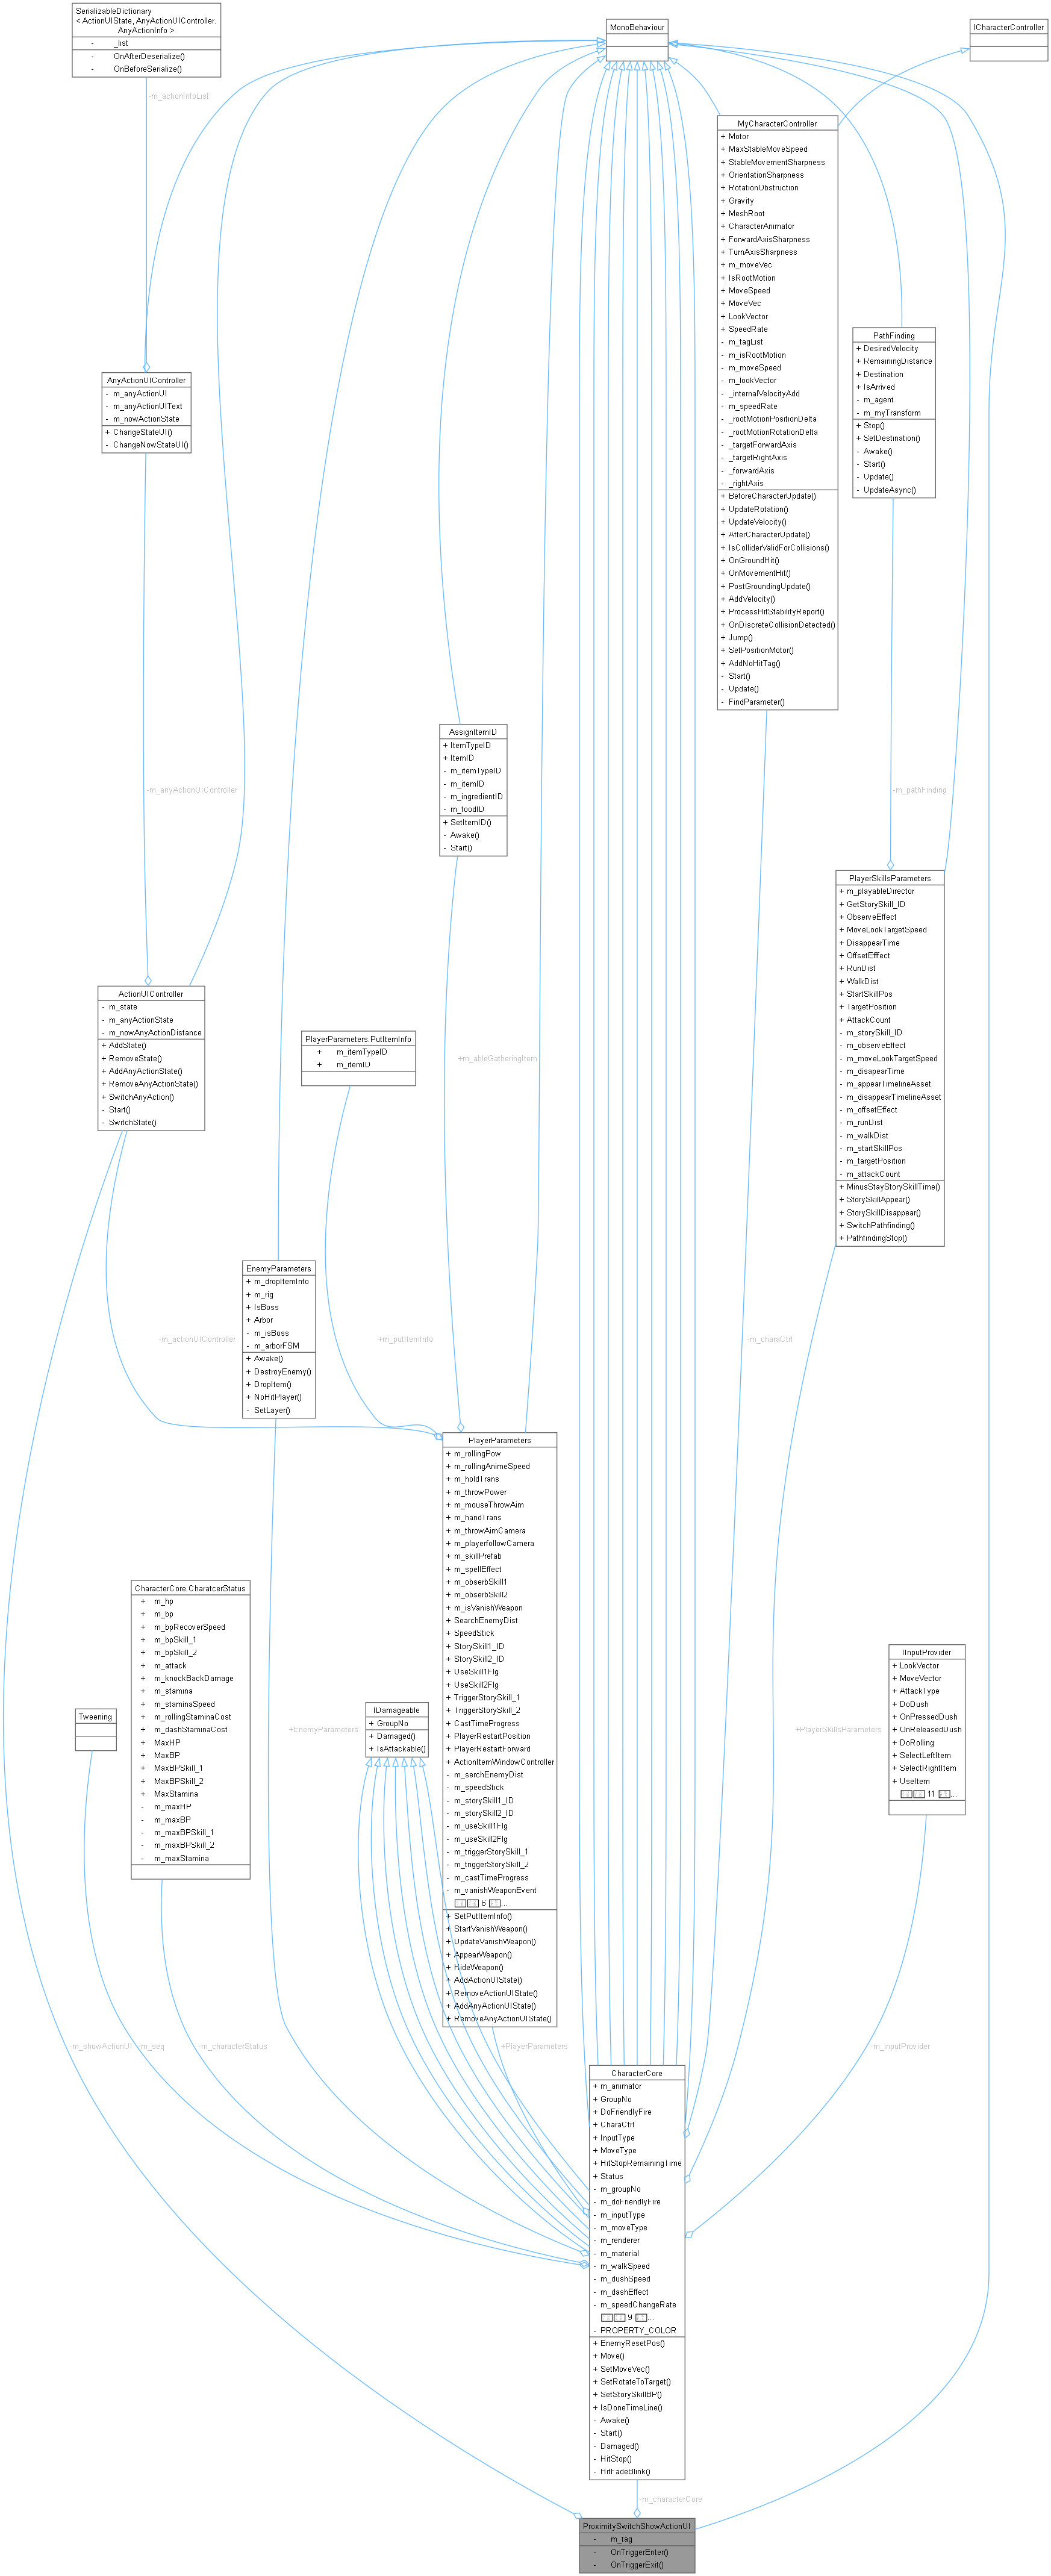 SerializableDictionary
< ActionUIState, AnyActionUIController.
AnyActionInfo >
- _list
OnAfterDeserialize()
OnBeforeSerialize()
MonoBehaviour
ICharacterController
-m_actionInfoList
MyCharacterController
+ Motor
+ MaxStableMoveSpeed
+ StableMovementSharpness
+ OrientationSharpness
+ RotationObstruction
+ Gravity
+ MeshRoot
+ CharacterAnimator
+ ForwardAxisSharpness
+ TurnAxisSharpness
+ m_moveVec
+ IsRootMotion
+ MoveSpeed
+ MoveVec
+ LookVector
+ SpeedRate
- m_tagList
- m_isRootMotion
- m_moveSpeed
- m_lookVector
- _internalVelocityAdd
- m_speedRate
- _rootMotionPositionDelta
- _rootMotionRotationDelta
- _targetForwardAxis
- _targetRightAxis
- _forwardAxis
- _rightAxis
+ BeforeCharacterUpdate()
+ UpdateRotation()
+ UpdateVelocity()
+ AfterCharacterUpdate()
+ IsColliderValidForCollisions()
+ OnGroundHit()
+ OnMovementHit()
+ PostGroundingUpdate()
+ AddVelocity()
+ ProcessHitStabilityReport()
+ OnDiscreteCollisionDetected()
+ Jump()
+ SetPositionMotor()
+ AddNoHitTag()
- Start()
- Update()
- FindParameter()
PathFinding
+ DesiredVelocity
+ RemainingDistance
+ Destination
+ IsArrived
- m_agent
- m_myTransform
+ Stop()
+ SetDestination()
- Awake()
- Start()
- Update()
- UpdateAsync()
AnyActionUIController
- m_anyActionUI
- m_anyActionUIText
- m_nowActionState
+ ChangeStateUI()
- ChangeNowStateUI()
AssignItemID
+ ItemTypeID
+ ItemID
- m_itemTypeID
- m_itemID
- m_ingredientID
- m_foodID
+ SetItemID()
- Awake()
- Start()
-m_anyActionUIController
-m_pathFinding
PlayerSkillsParameters
+ m_playableDirector
+ GetStorySkill_ID
+ ObserveEffect
+ MoveLookTargetSpeed
+ DisappearTime
+ OffsetEfffect
+ RunDist
+ WalkDist
+ StartSkillPos
+ TargetPosition
+ AttackCount
- m_storySkill_ID
- m_observeEffect
- m_moveLookTargetSpeed
- m_disapearTime
- m_appearTimelineAsset
- m_disappearTimelineAsset
- m_offsetEffect
- m_runDist
- m_walkDist
- m_startSkillPos
- m_targetPosition
- m_attackCount
+ MinusStayStorySkillTime()
+ StorySkillAppear()
+ StorySkillDisappear()
+ SwitchPathfinding()
+ PathfindingStop()
ActionUIController
- m_state
- m_anyActionState
- m_nowAnyActionDistance
+ AddState()
+ RemoveState()
+ AddAnyActionState()
+ RemoveAnyActionState()
+ SwitchAnyAction()
- Start()
- SwitchState()
PlayerParameters.PutItemInfo
+ m_itemTypeID
+ m_itemID
+m_ableGatheringItem
EnemyParameters
+ m_dropItemInfo
+ m_rig
+ IsBoss
+ Arbor
- m_isBoss
- m_arborFSM
+ Awake()
+ DestroyEnemy()
+ DropItem()
+ NoHitPlayer()
- SetLayer()
-m_actionUIController
+m_putItemInfo
-m_charaCtrl
PlayerParameters
+ m_rollingPow
+ m_rollingAnimeSpeed
+ m_holdTrans
+ m_throwPower
+ m_mouseThrowAim
+ m_handTrans
+ m_throwAimCamera
+ m_playerfollowCamera
+ m_skillPrefab
+ m_spellEffect
+ m_obserbSkill1
+ m_obserbSkill2
+ m_isVanishWeapon
+ SearchEnemyDist
+ SpeedStick
+ StorySkill1_ID
+ StorySkill2_ID
+ UseSkill1Flg
+ UseSkill2Flg
+ TriggerStorySkill_1
+ TriggerStorySkill_2
+ CastTimeProgress
+ PlayerRestartPosition
+ PlayerRestartForward
+ ActionItemWindowController
- m_serchEnemyDist
- m_speedStick
- m_storySkill1_ID
- m_storySkill2_ID
- m_useSkill1Flg
- m_useSkill2Flg
- m_triggerStorySkill_1
- m_triggerStorySkill_2
- m_castTimeProgress
- m_vanishWeaponEvent
6 ...
+ SetPutItemInfo()
+ StartVanishWeapon()
+ UpdateVanishWeapon()
+ AppearWeapon()
+ HideWeapon()
+ AddActionUIState()
+ RemoveActionUIState()
+ AddAnyActionUIState()
+ RemoveAnyActionUIState()
CharacterCore.CharatcerStatus
+ m_hp
+ m_bp
+ m_bpRecoverSpeed
+ m_bpSkill_1
+ m_bpSkill_2
+ m_attack
+ m_knockBackDamage
+ m_stamina
+ m_staminaSpeed
+ m_rollingStaminaCost
+ m_dashStaminaCost
+ MaxHP
+ MaxBP
+ MaxBPSkill_1
+ MaxBPSkill_2
+ MaxStamina
- m_maxHP
- m_maxBP
- m_maxBPSkill_1
- m_maxBPSkill_2
- m_maxStamina
Tweening
IDamageable
+ GroupNo
+ Damaged()
+ IsAttackable()
IInputProvider
+ LookVector
+ MoveVector
+ AttackType
+ DoDush
+ OnPressedDush
+ OnReleasedDush
+ DoRolling
+ SelectLeftItem
+ SelectRightItem
+ UseItem
11 ...
+EnemyParameters
+PlayerSkillsParameters
-m_showActionUI
-m_seq
-m_characterStatus
+PlayerParameters
-m_inputProvider
CharacterCore
+ m_animator
+ GroupNo
+ DoFriendlyFire
+ CharaCtrl
+ InputType
+ MoveType
+ HitStopRemainingTime
+ Status
- m_groupNo
- m_doFriendlyFire
- m_inputType
- m_moveType
- m_renderer
- m_material
- m_walkSpeed
- m_dushSpeed
- m_dashEffect
- m_speedChangeRate
9 ...
- PROPERTY_COLOR
+ EnemyResetPos()
+ Move()
+ SetMoveVec()
+ SetRotateToTarget()
+ SetStorySkillBP()
+ IsDoneTimeLine()
- Awake()
- Start()
- Damaged()
- HitStop()
- HitFadeBlink()
-m_characterCore
ProximitySwitchShowActionUI
- m_tag
- OnTriggerEnter()
- OnTriggerExit()